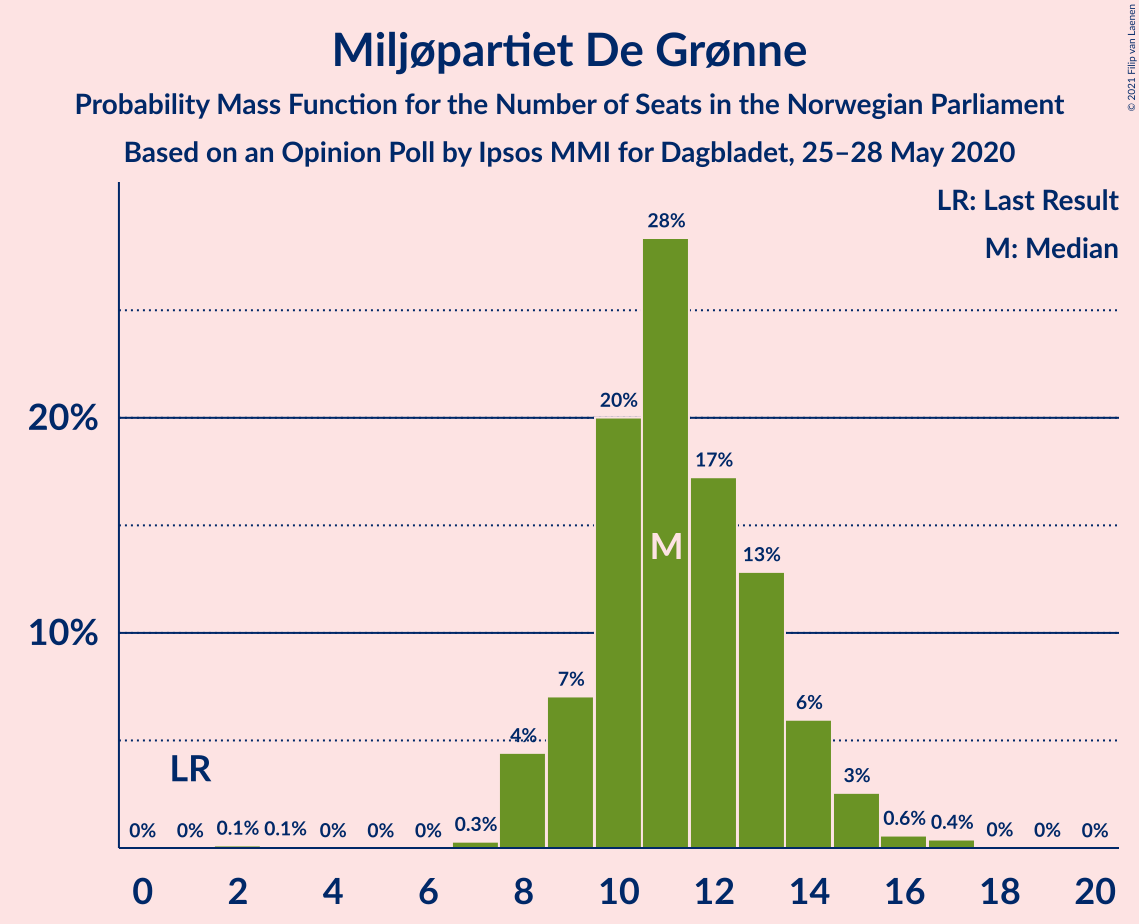 Miljøpartiet De Grønne
Probability Mass Function for the Number of Seats in the Norwegian Parliament
Based on an Opinion Poll by Ipsos MMI for Dagbladet, 25–28 May 2020
© 2021 Filip van Laenen
LR: Last Result
M: Median
28%
20%
20%
17%
M
13%
10%
7%
6%
4%
LR
3%
0% 0% 0.1% 0.1% 0% 0% 0% 0.3% 0.6% 0.4% 0% 0% 0%
0 2 4 6 8 10 12 14 16 18 20